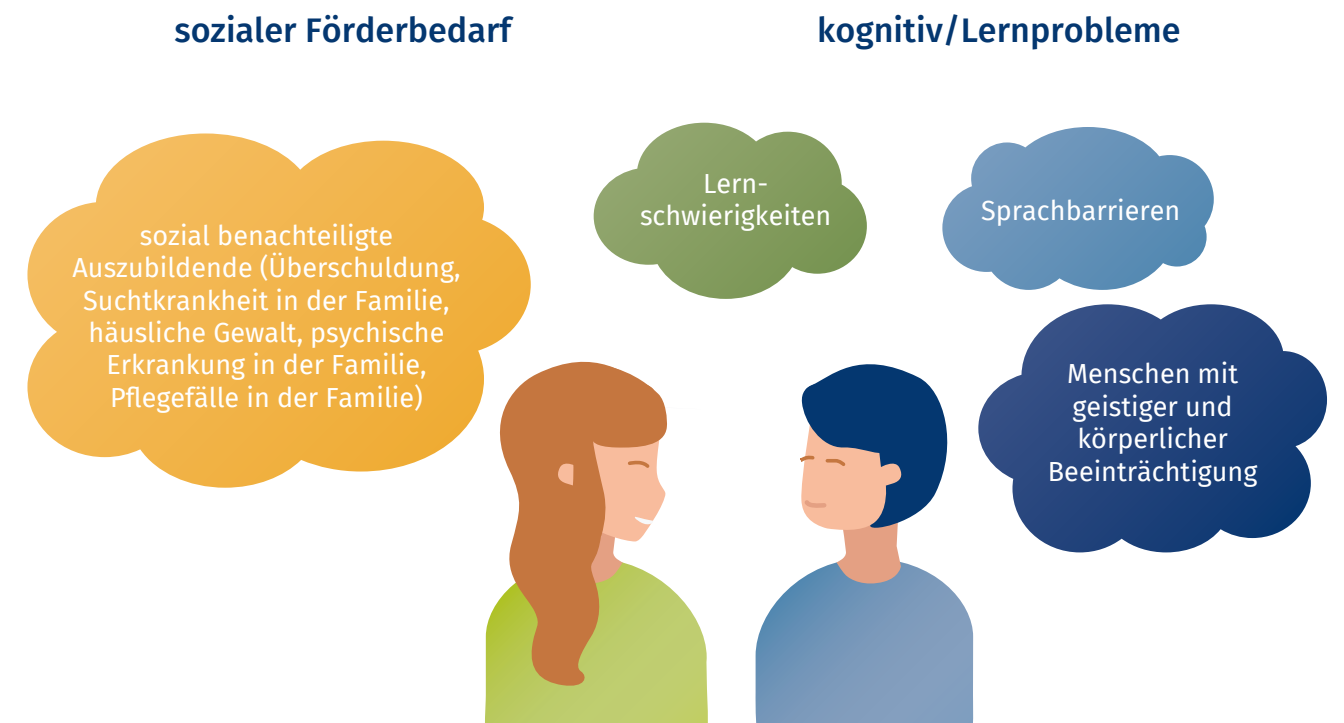 sozialer Förderbedarf
kognitiv/Lernprobleme
sozial benachteiligte
Auszubildende (Überschuldung,
Suchtkrankheit in der Familie,
häusliche Gewalt, psychische
Erkrankung in der Familie,
Pflegefälle in der Familie)
Lern-
schwierigkeiten
Sprachbarrieren
Menschen mit
geistiger und
körperlicher
Beeinträchtigung